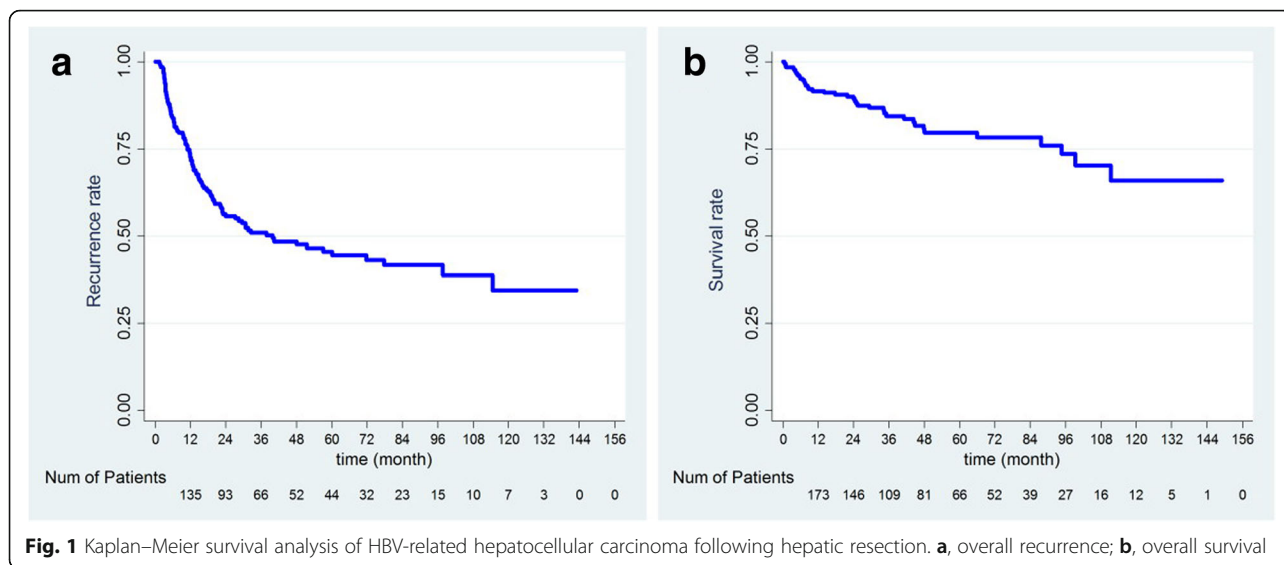 a
Recurrence rate
1.00
0.75
0.50
0.25
0.00
0 12 24 36 48 60 72 84 96 108 120 132 144 156
time (month)
Num of Patients
135 93 66 52 44 32 23 15 10 7 3 0 0
b
Survival rate
1.00
0.75
0.50
0.25
0.00
0 12 24 36 48 60 72 84 96 108 120 132 144 156
time (month)
Num of Patients
173 146 109 81 66 52 39 27 16 12 5 1 0
Fig. 1 Kaplan–Meier survival analysis of HBV-related hepatocellular carcinoma following hepatic resection. a, overall recurrence; b, overall survival